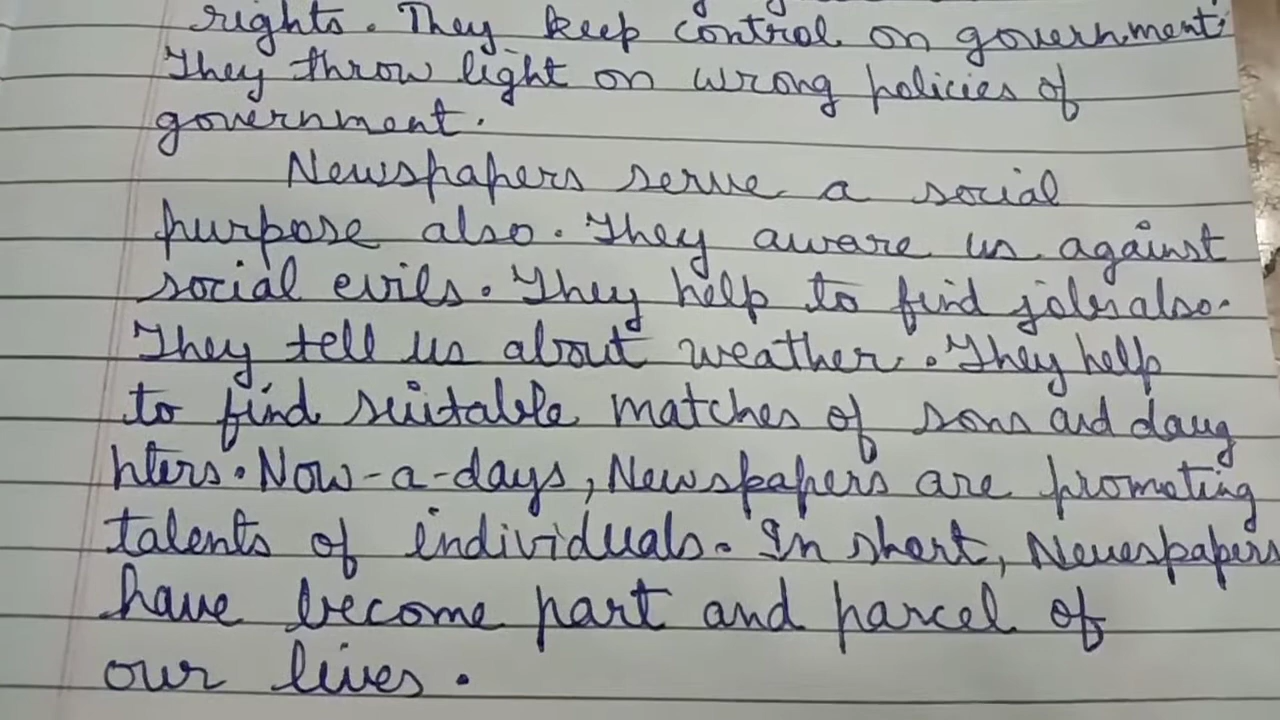 rights. They keep control on government.
They throw light on wrong policies of
government.
Newspapers serve a social
purpose also. They aware us against
social evils. They help to find jobs also.
They tell us about weather. They help
to find suitable matches of sons and daug
hters. Now-a-days, Newspapers are promoting
talents of individuals. In short, Newspapers
have become part and parcel of
our lives.